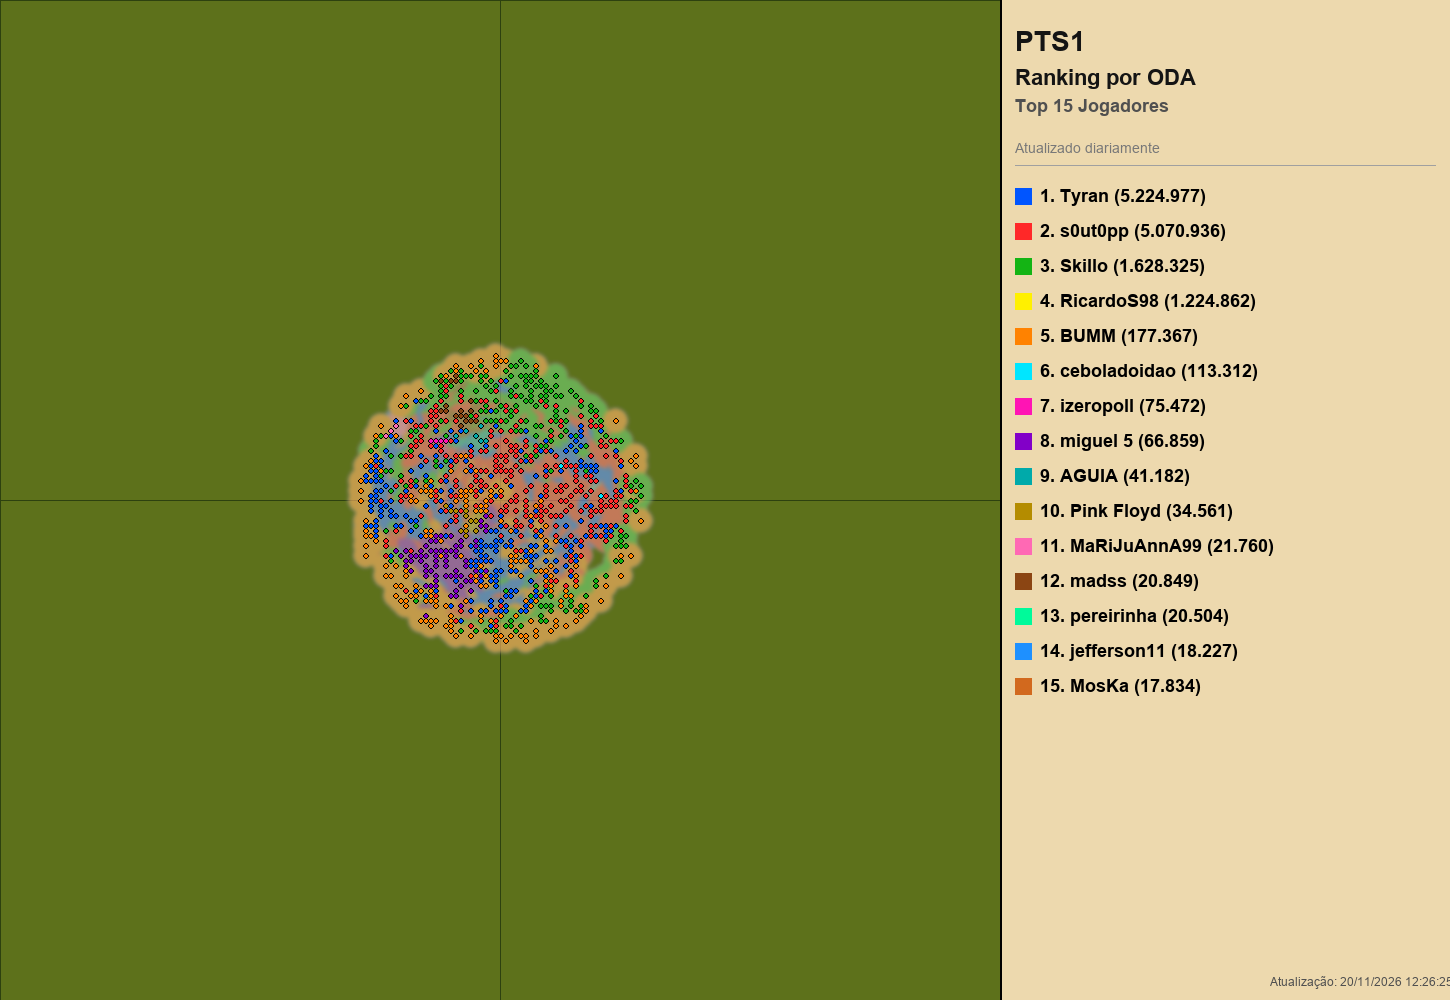 PTS1
Ranking por ODA
Top 15 Jogadores
Atualizado diariamente
1. Tyran (5.224.977)
2. s0ut0pp (5.070.936)
3. Skillo (1.628.325)
4. RicardoS98 (1.224.862)
5. BUMM (177.367)
6. ceboladoidao (113.312)
7. izeropoll (75.472)
8. miguel 5 (66.859)
9. AGUIA (41.182)
10. Pink Floyd (34.561)
11. MaRiJuAnnA99 (21.760)
12. madss (20.849)
13. pereirinha (20.504)
14. jefferson11 (18.227)
15. MosKa (17.834)
Atualização: 20/11/2026 12:26:25